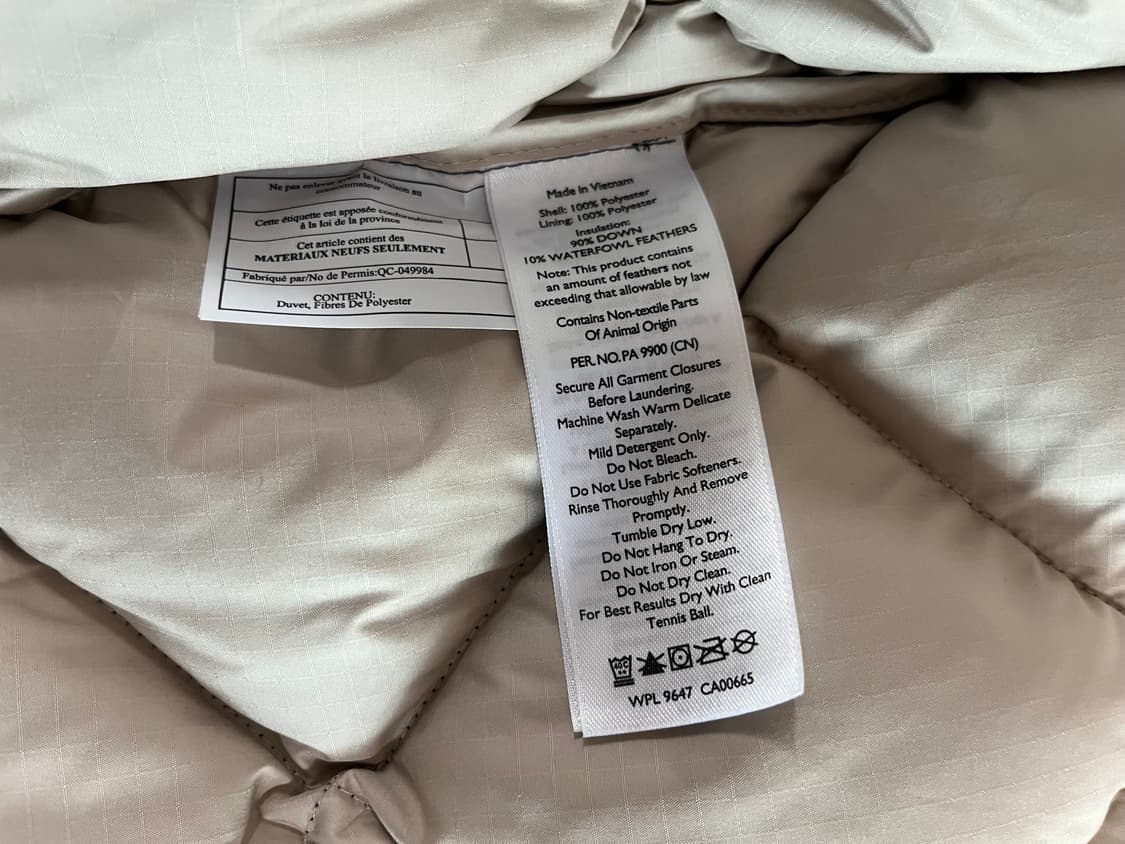 Ne pas enlever avant la livraison au
consommateur
Cette étiquette est apposée conformément
à la loi de la province
Cet article contient des
MATERIAUX NEUFS SEULEMENT
Fabriqué par/No de Permis:QC-049984
CONTENU:
Duvet, Fibres De Polyester
Made in Vietnam
Shell: 100% Polyester
Lining: 100% Polyester
Insulation:
90% DOWN
10% WATERFOWL FEATHERS
Note: This product contains
an amount of feathers not
exceeding that allowable by law
Contains Non-textile Parts
Of Animal Origin
PER. NO. PA 9900 (CN)
Secure All Garment Closures
Before Laundering.
Machine Wash Warm Delicate
Separately.
Mild Detergent Only.
Do Not Bleach.
Do Not Use Fabric Softeners.
Rinse Thoroughly And Remove
Promptly.
Tumble Dry Low.
Do Not Hang To Dry.
Do Not Iron Or Steam.
Do Not Dry Clean.
For Best Results Dry With Clean
Tennis Ball.
40C
WPL 9647 CA00665